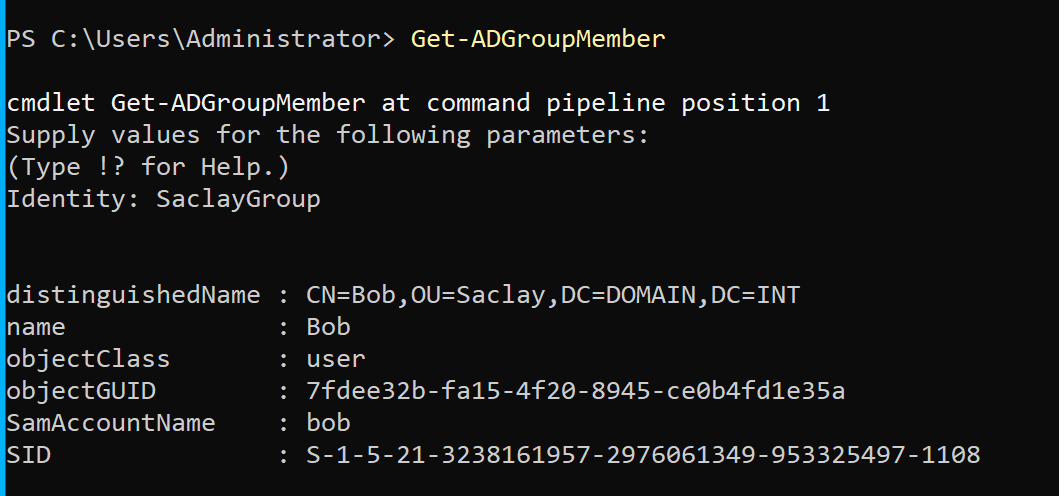 PS C:\Users\Administrator> Get-ADGroupMember
cmdlet Get-ADGroupMember at command pipeline position 1
Supply values for the following parameters:
(Type !? for Help.)
Identity: SaclayGroup
distinguishedName : CN=Bob,OU=Saclay,DC=DOMAIN,DC=INT
name              : Bob
objectClass       : user
objectGUID        : 7fdee32b-fa15-4f20-8945-ce0b4fd1e35a
SamAccountName    : bob
SID               : S-1-5-21-3238161957-2976061349-953325497-1108